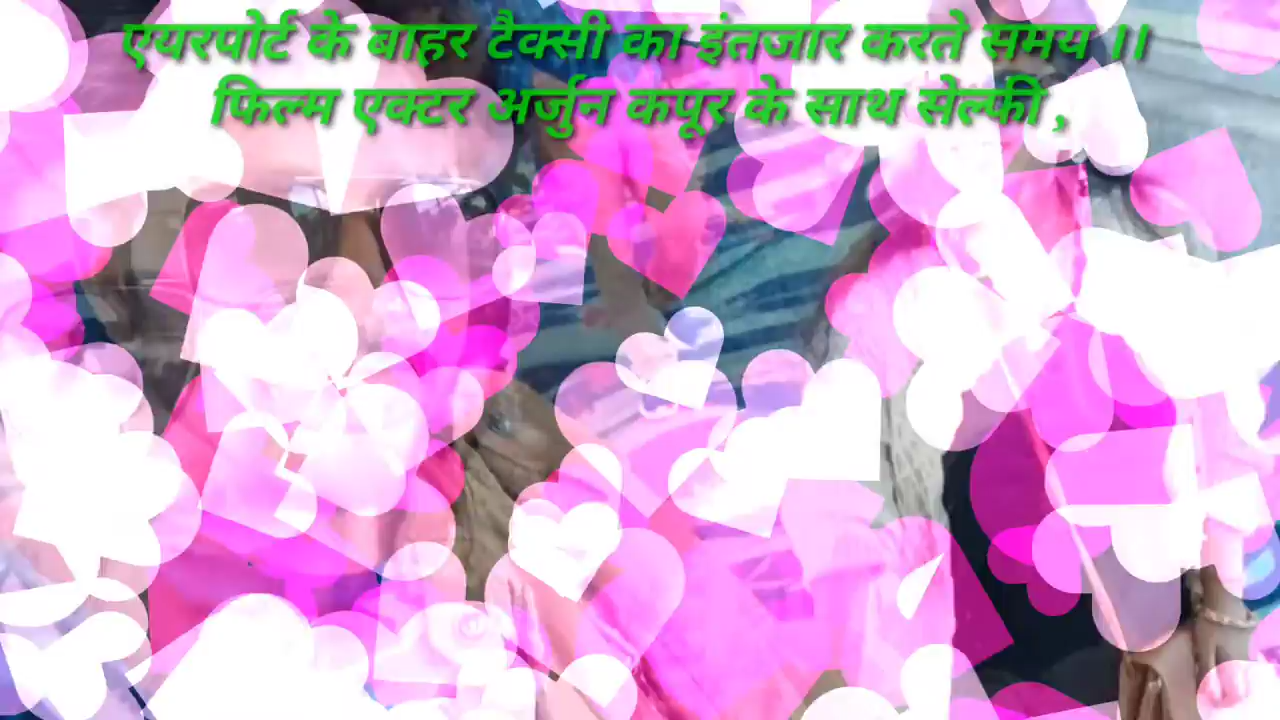 एयरपोर्ट के बाहर टैक्सी का इंतजार करते समय ।।
फिल्म एक्टर अर्जुन कपूर के साथ सेल्फी ,